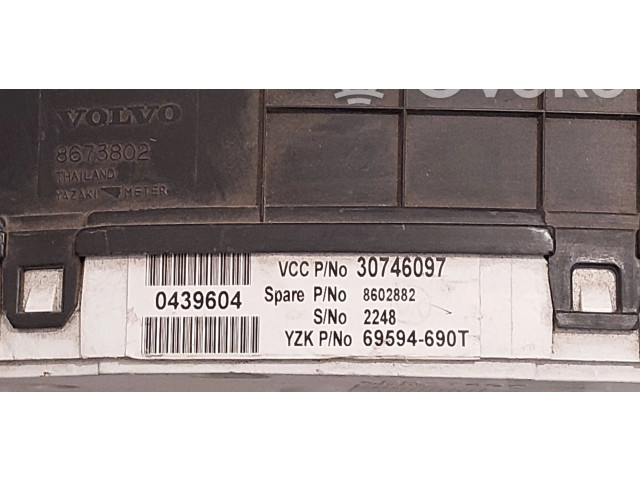 VOLVO
8673802
THAILAND
YAZAKI METER
VCC P/No 30746097
0439604
Spare P/No 8602882
S/No 2248
YZK P/No 69594-690T